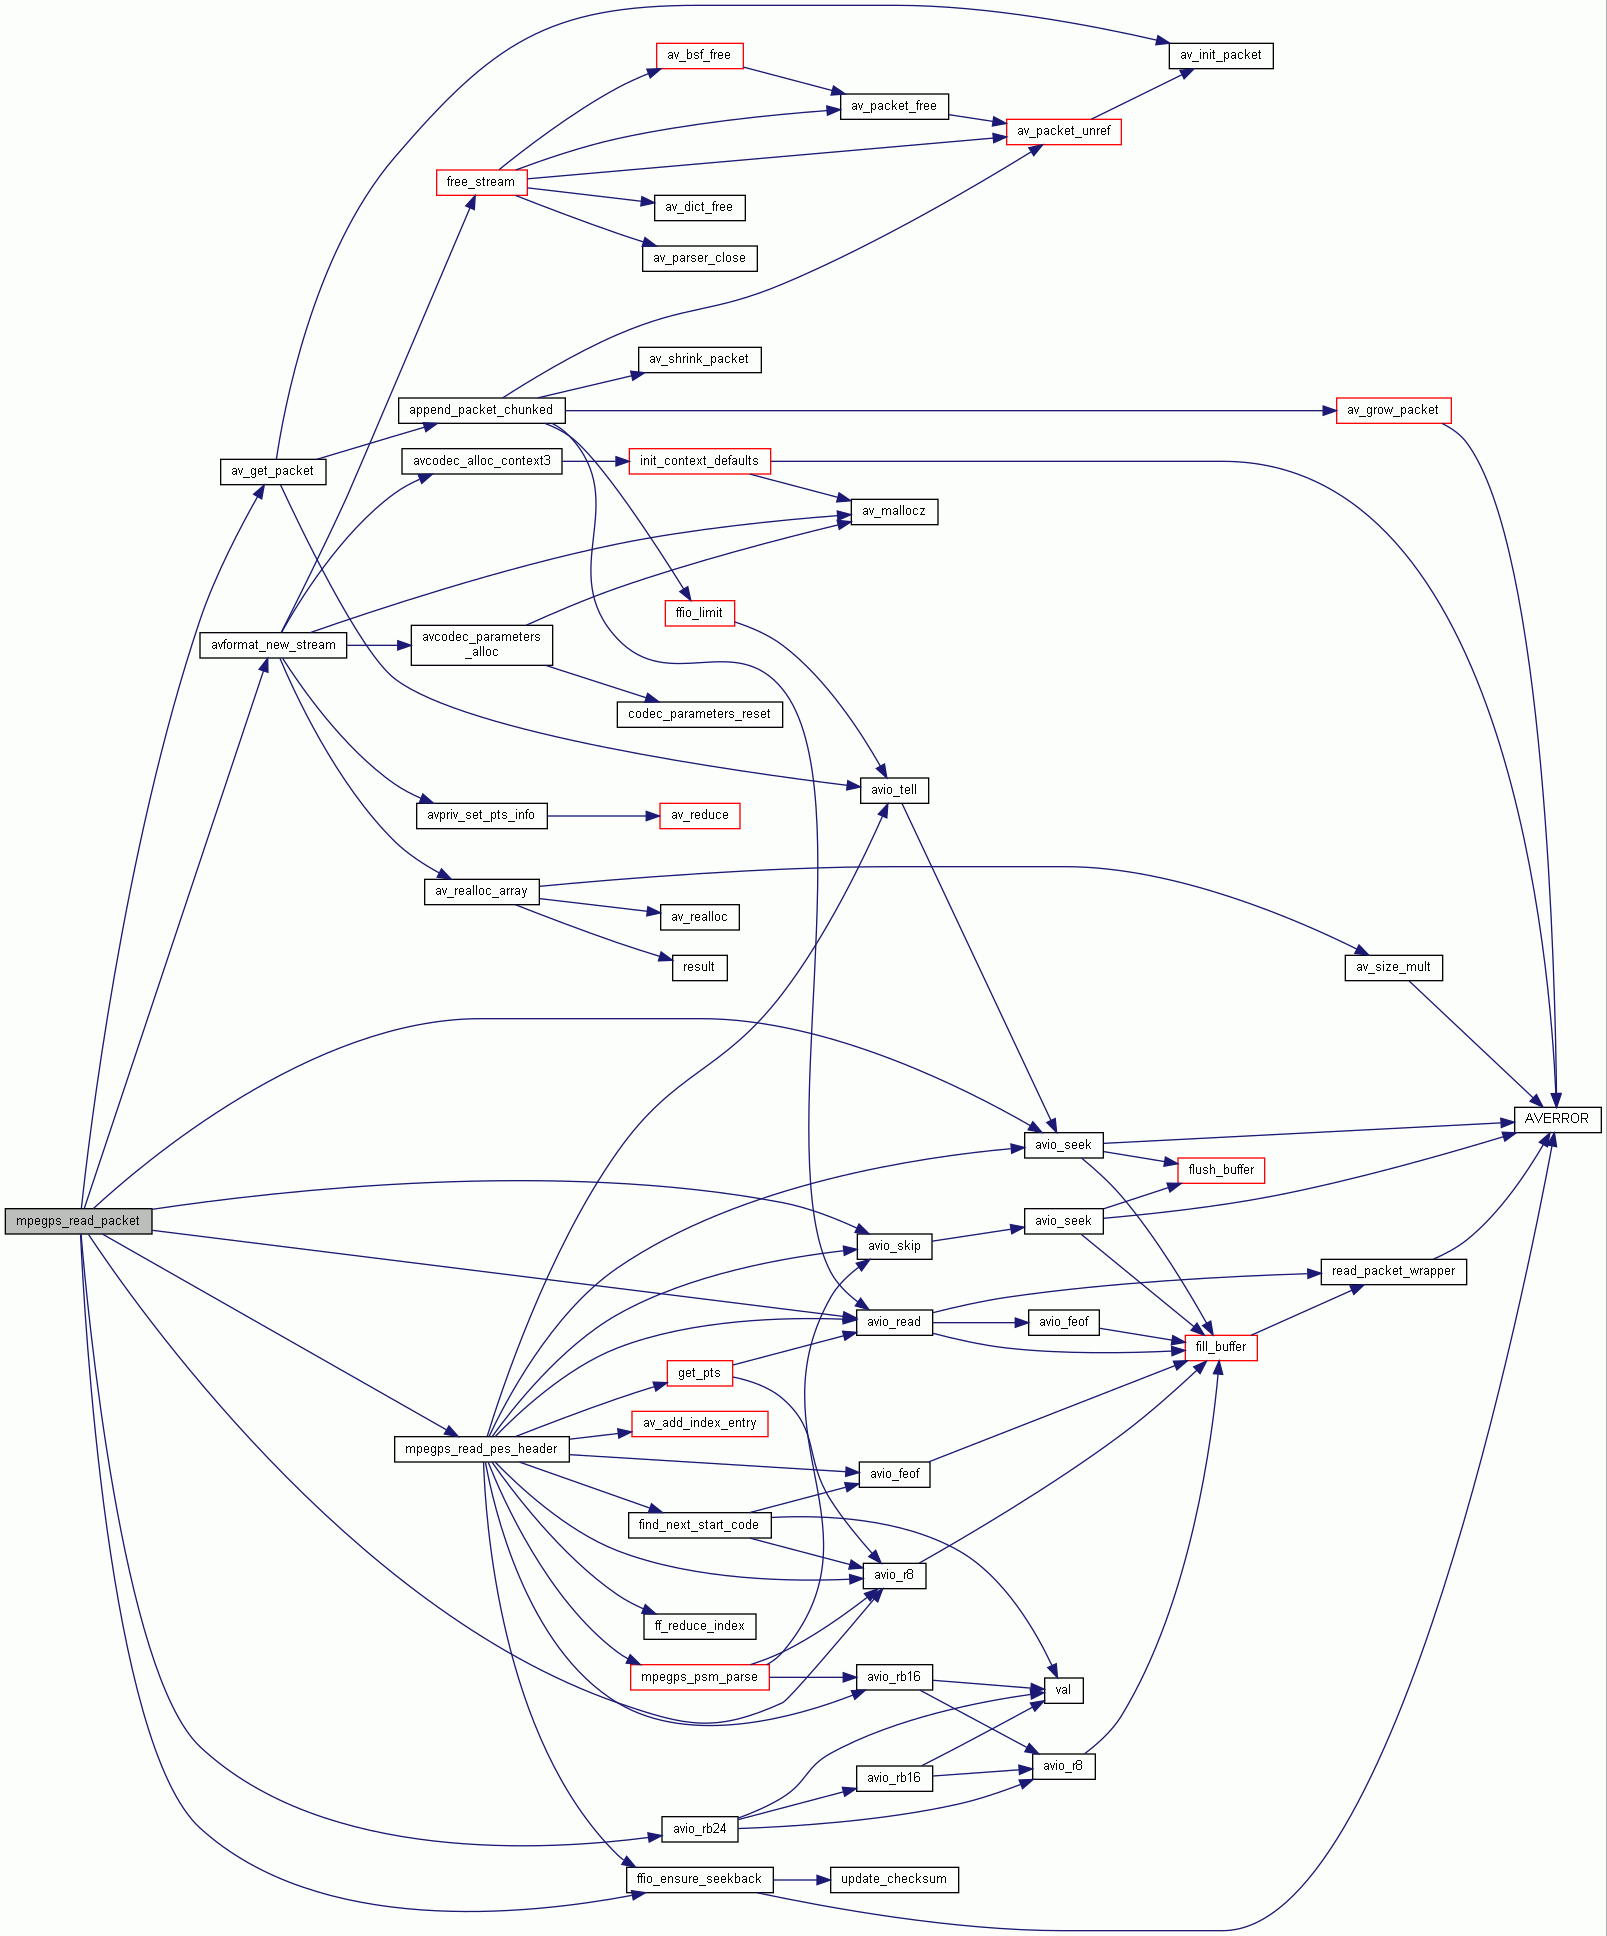 av_init_packet
av_bsf_free
av_packet_free
av_packet_unref
free_stream
av_dict_free
av_parser_close
av_shrink_packet
append_packet_chunked
av_grow_packet
av_get_packet
avcodec_alloc_context3
init_context_defaults
av_mallocz
ffio_limit
avformat_new_stream
avcodec_parameters
_alloc
codec_parameters_reset
avio_tell
avpriv_set_pts_info
av_reduce
av_realloc_array
av_realloc
result
av_size_mult
AVERROR
avio_seek
flush_buffer
mpegps_read_packet
avio_seek
avio_skip
read_packet_wrapper
avio_read
avio_feof
fill_buffer
get_pts
av_add_index_entry
mpegps_read_pes_header
avio_feof
find_next_start_code
avio_r8
ff_reduce_index
mpegps_psm_parse
avio_rb16
val
avio_r8
avio_rb16
avio_rb24
ffio_ensure_seekback
update_checksum